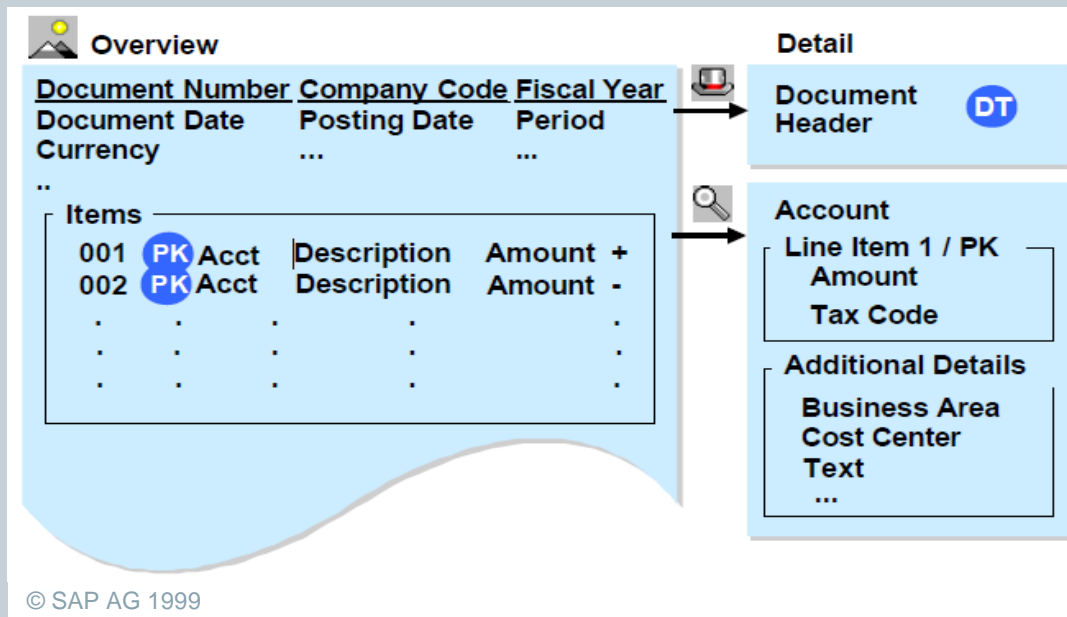 Overview
Document Number Company Code Fiscal Year
Document Date Posting Date Period
Currency ... ...
..
Items
001 PK Acct Description Amount +
002 PK Acct Description Amount -
. . . . .
. . . . .
. . . . .
Detail
Document
Header
DT
Account
Line Item 1 / PK
Amount
Tax Code
Additional Details
Business Area
Cost Center
Text
...
© SAP AG 1999